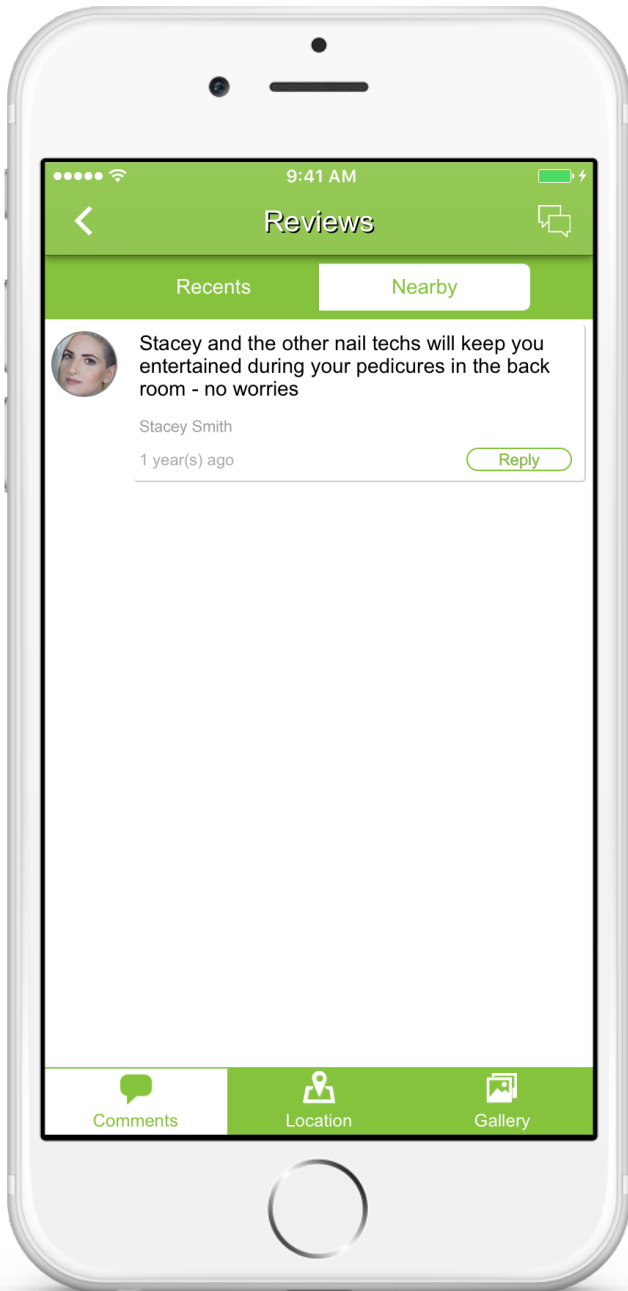 9:41 AM
Reviews
Recents
Nearby
Stacey and the other nail techs will keep you
entertained during your pedicures in the back
room - no worries
Stacey Smith
1 year(s) ago
Reply
Comments
Location
Gallery